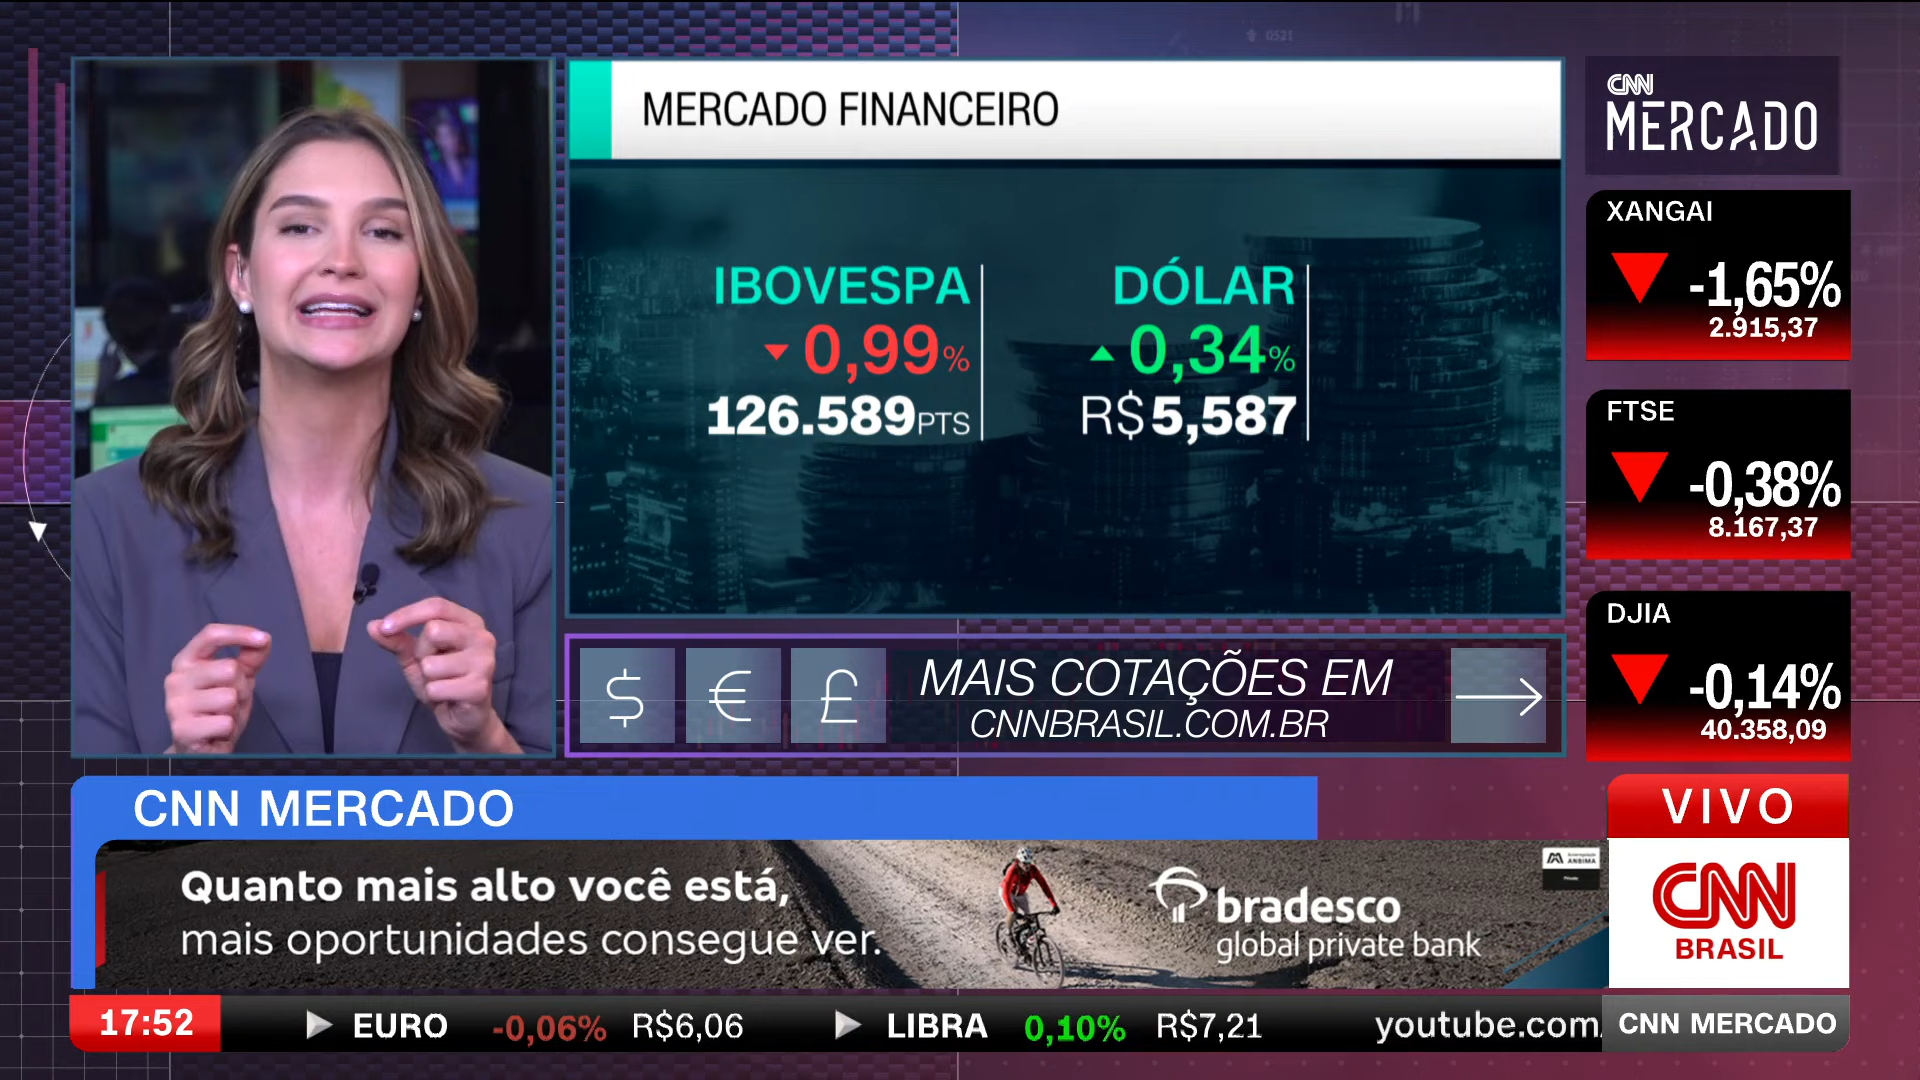 0521
MERCADO FINANCEIRO
IBOVESPA
0,99%
126.589PTS
DÓLAR
0,34%
R$5,587
MAIS COTAÇÕES EM
CNNBRASIL.COM.BR
$ € £
CNN
MERCADO
XANGAI
-1,65%
2.915,37
FTSE
-0,38%
8.167,37
DJIA
-0,14%
40.358,09
CNN MERCADO
Quanto mais alto você está,
mais oportunidades consegue ver.
bradesco
global private bank
ANBIMA
VIVO
CNN
BRASIL
17:52
EURO -0,06% R$6,06
LIBRA 0,10% R$7,21
youtube.com/
CNN MERCADO